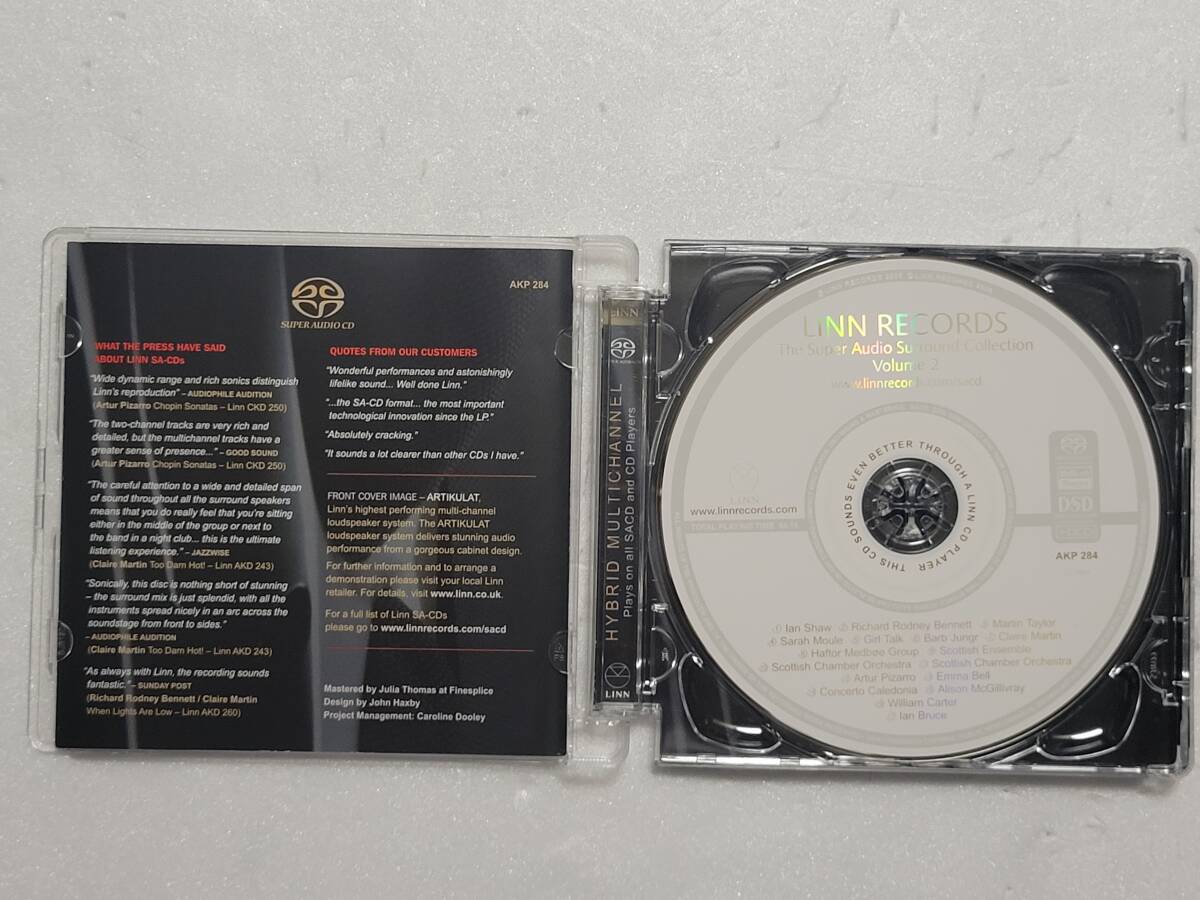 SUPER AUDIO CD
AKP 284
WHAT THE PRESS HAVE SAID
ABOUT LINN SA-CDs
“Wide dynamic range and rich sonics distinguish
Linn's reproduction” – AUDIOPHILE AUDITION
(Artur Pizarro Chopin Sonatas – Linn CKD 250)
“The two-channel tracks are very rich and
detailed, but the multichannel tracks have a
greater sense of presence...” – GOOD SOUND
(Artur Pizarro Chopin Sonatas – Linn CKD 250)
“The careful attention to a wide and detailed span
of sound throughout all the surround speakers
means that you do really feel that you're sitting
either in the middle of the group or next to
the band in a night club... this is the ultimate
listening experience.” – JAZZWISE
(Claire Martin Too Darn Hot! – Linn AKD 243)
“Sonically, this disc is nothing short of stunning
– the surround mix is just splendid, with all the
instruments spread nicely in an arc across the
soundstage from front to sides.”
– AUDIOPHILE AUDITION
(Claire Martin Too Darn Hot! – Linn AKD 243)
“As always with Linn, the recording sounds
fantastic.” – SUNDAY POST
(Richard Rodney Bennett / Claire Martin
When Lights Are Low – Linn AKD 260)
QUOTES FROM OUR CUSTOMERS
“Wonderful performances and astonishingly
lifelike sound... Well done Linn.”
“...the SA-CD format... the most important
technological innovation since the LP.”
“Absolutely cracking.”
“It sounds a lot clearer than other CDs I have.”
FRONT COVER IMAGE – ARTIKULAT,
Linn's highest performing multi-channel
loudspeaker system. The ARTIKULAT
loudspeaker system delivers stunning audio
performance from a gorgeous cabinet design.
For further information and to arrange a
demonstration please visit your local Linn
retailer. For details, visit www.linn.co.uk.
For a full list of Linn SA-CDs
please go to www.linnrecords.com/sacd
Mastered by Julia Thomas at Finesplice
Design by John Haxby
Project Management: Caroline Dooley
LINN
SUPER AUDIO CD
HYBRID MULTICHANNEL
Plays on all SACD and CD Players
LINN
LINN RECORDS
The Super Audio Surround Collection
Volume 2
www.linnrecords.com/sacd
LINN
www.linnrecords.com
TOTAL PLAYING TIME
THIS CD SOUNDS EVEN BETTER THROUGH A LINN CD PLAYER
DSD
AKP 284
Ian Shaw Richard Rodney Bennett Martin Taylor
Sarah Moule Girl Talk Barb Jungr Claire Martin
Haftor Medbøe Group Scottish Ensemble
Scottish Chamber Orchestra Scottish Chamber Orchestra
Artur Pizarro Emma Bell
Concerto Caledonia Alison McGillivray
William Carter
Ian Bruce